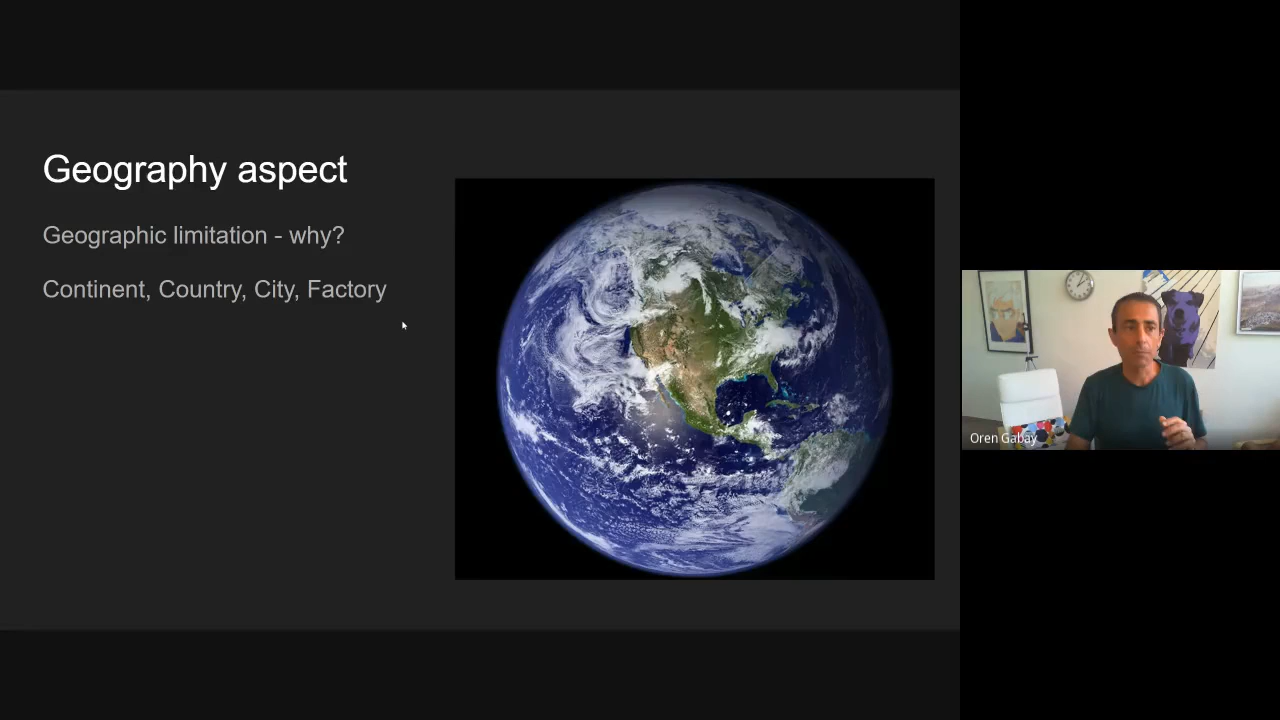 Geography aspect
Geographic limitation - why?
Continent, Country, City, Factory
Oren Gabay